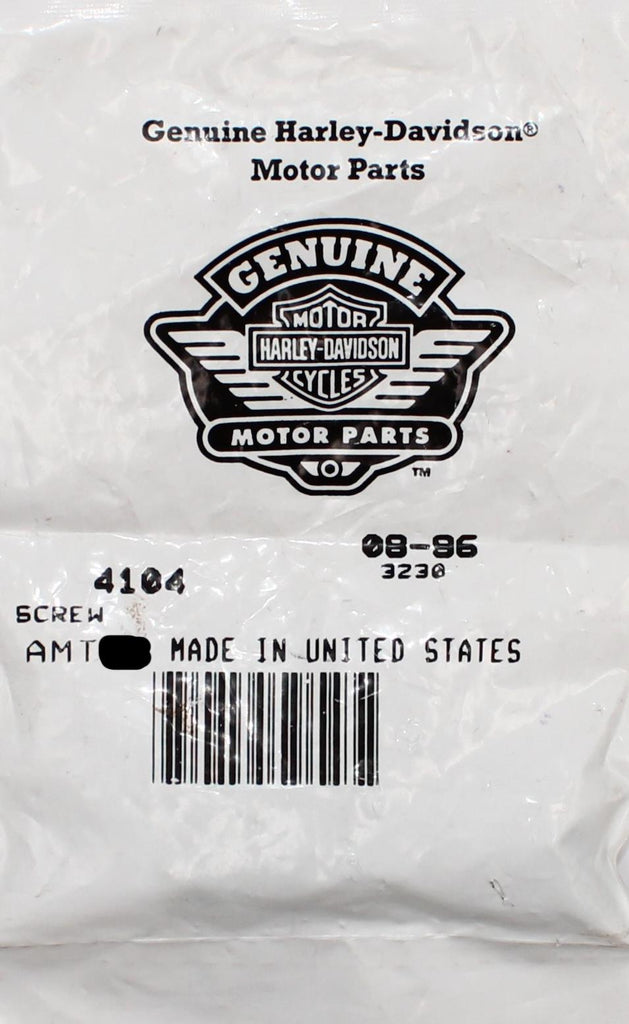 Genuine Harley-Davidson®
Motor Parts
GENUINE
MOTOR
HARLEY-DAVIDSON
CYCLES
MOTOR PARTS
TM
08-96
3230
4104
SCREW
AMT MADE IN UNITED STATES